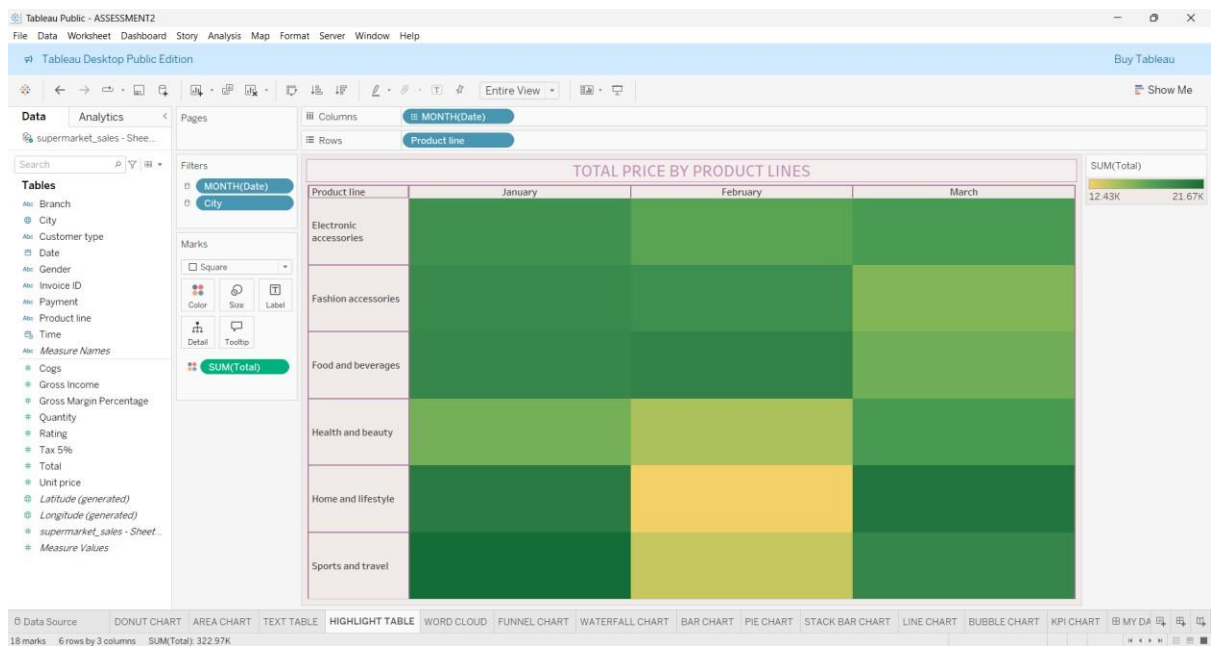 Tableau Public - ASSESSMENT2
File Data Worksheet Dashboard Story Analysis Map Format Server Window Help
Tableau Desktop Public Edition
Buy Tableau
Entire View
Show Me
Data Analytics
supermarket_sales - Shee...
Search
Tables
Abc Branch
City
Abc Customer type
Date
Abc Gender
Abc Invoice ID
Abc Payment
Abc Product line
Time
Abc Measure Names
# Cogs
# Gross Income
# Gross Margin Percentage
# Quantity
# Rating
# Tax 5%
# Total
# Unit price
Latitude (generated)
Longitude (generated)
# supermarket_sales - Sheet...
# Measure Values
Pages
Filters
MONTH(Date)
City
Marks
Square
Color Size Label
Detail Tooltip
SUM(Total)
Columns MONTH(Date)
Rows Product line
TOTAL PRICE BY PRODUCT LINES
Product line January February March
Electronic
accessories
Fashion accessories
Food and beverages
Health and beauty
Home and lifestyle
Sports and travel
SUM(Total)
12.43K 21.67K
Data Source DONUT CHART AREA CHART TEXT TABLE HIGHLIGHT TABLE WORD CLOUD FUNNEL CHART WATERFALL CHART BAR CHART PIE CHART STACK BAR CHART LINE CHART BUBBLE CHART KPI CHART MY DA
18 marks 6 rows by 3 columns SUM(Total): 322.97K